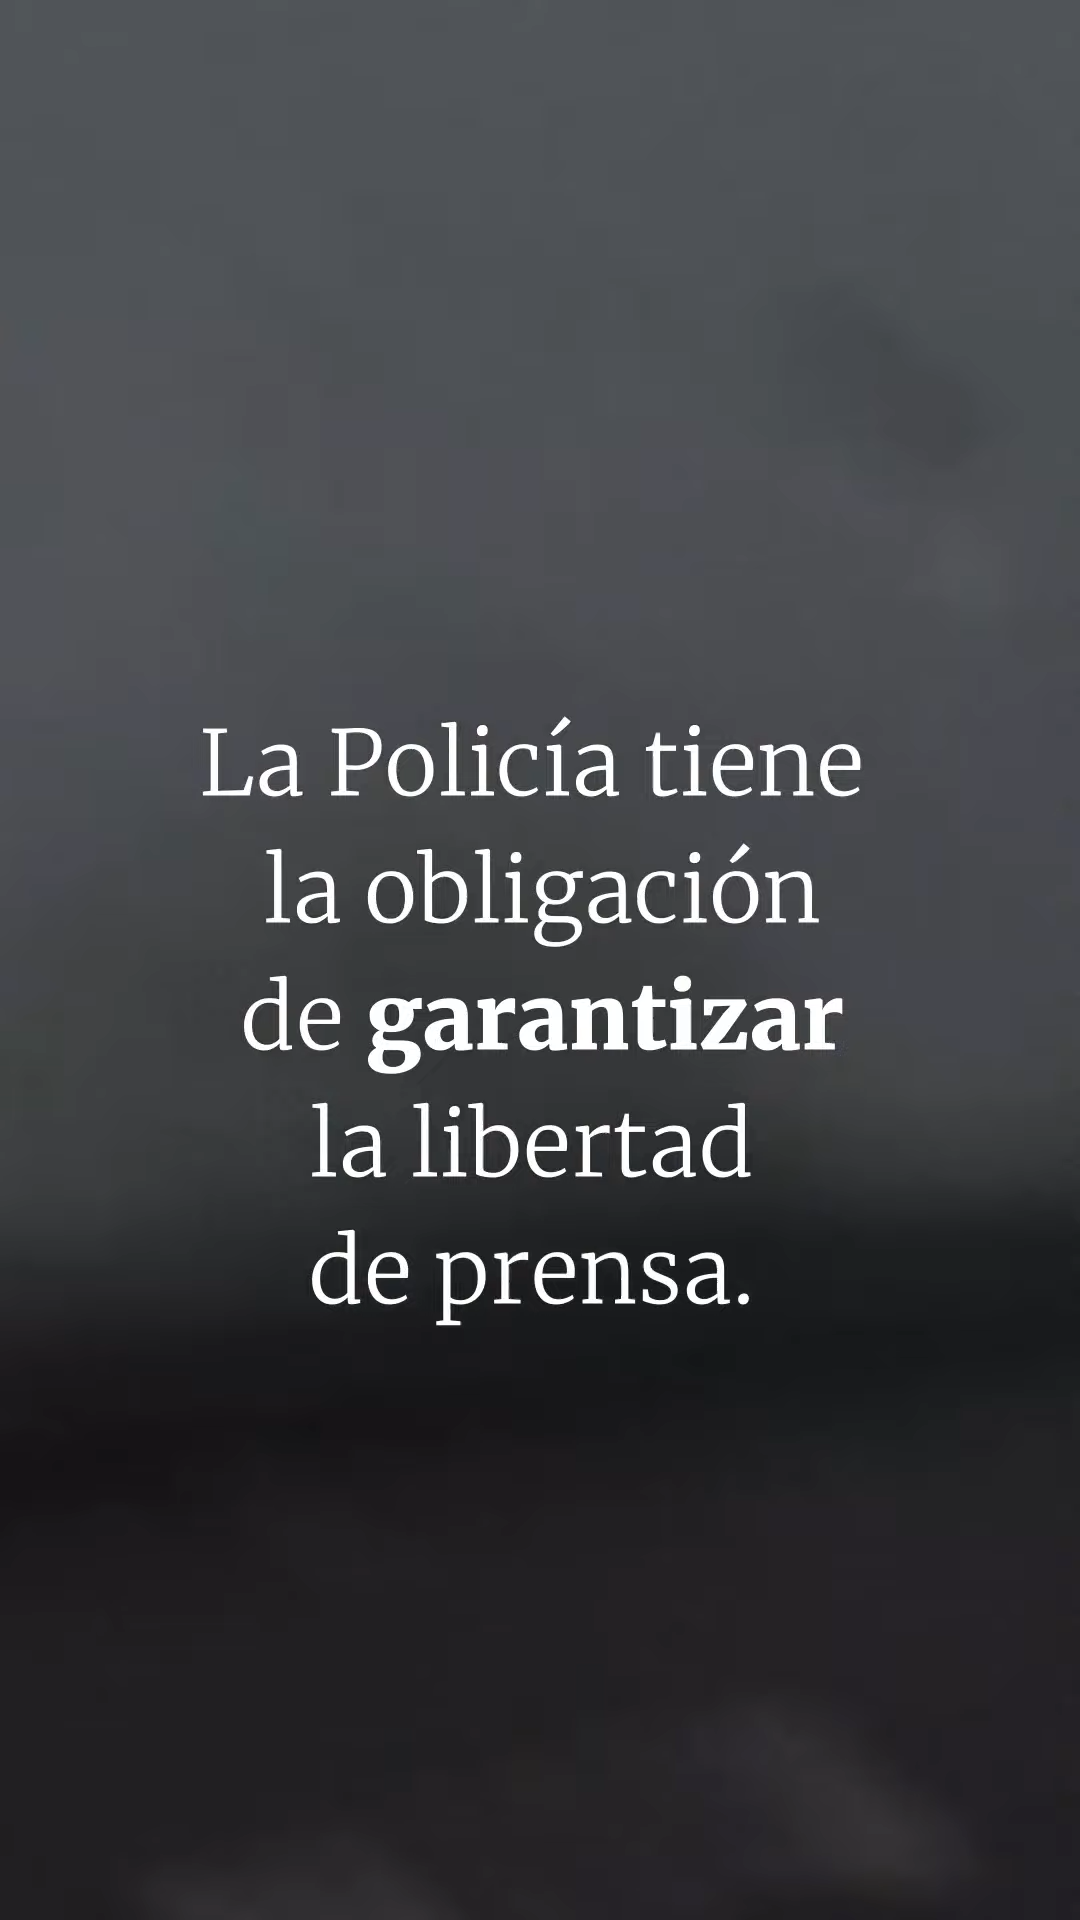 La Policía tiene
la obligación
de garantizar
la libertad
de prensa.